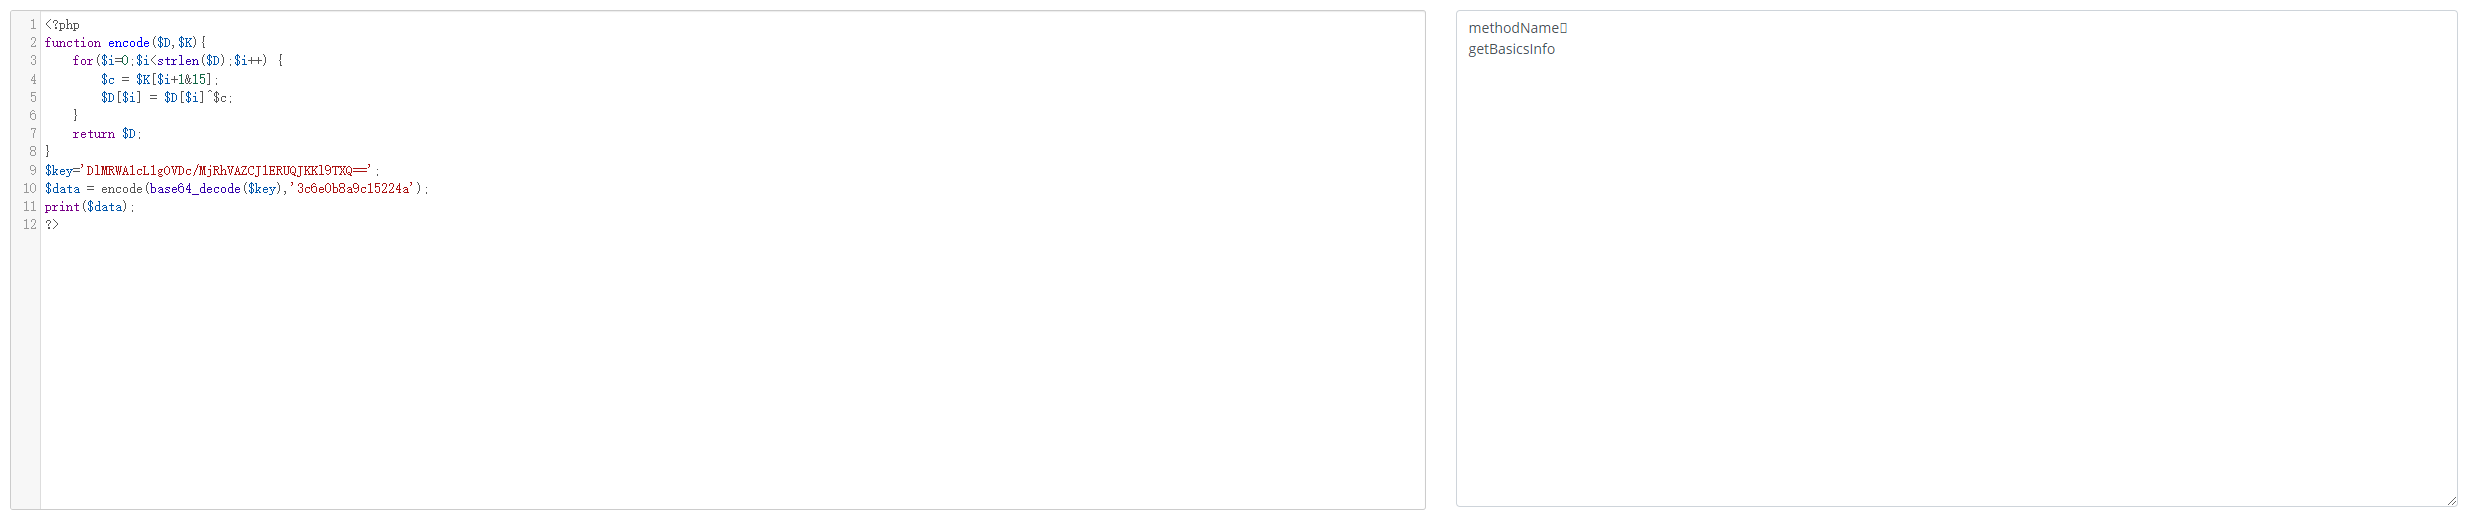 1 <?php
2 function encode($D,$K){
3     for($i=0;$i<strlen($D);$i++) {
4         $c = $K[$i+1&15];
5         $D[$i] = $D[$i]^$c;
6     }
7     return $D;
8 }
9 $key='DlMRWA1cL1gOVDc/MjRhVAZCJ1ERUQJKKl9TXQ==';
10 $data = encode(base64_decode($key),'3c6e0b8a9c15224a');
11 print($data);
12 ?>
methodName▯
getBasicsInfo